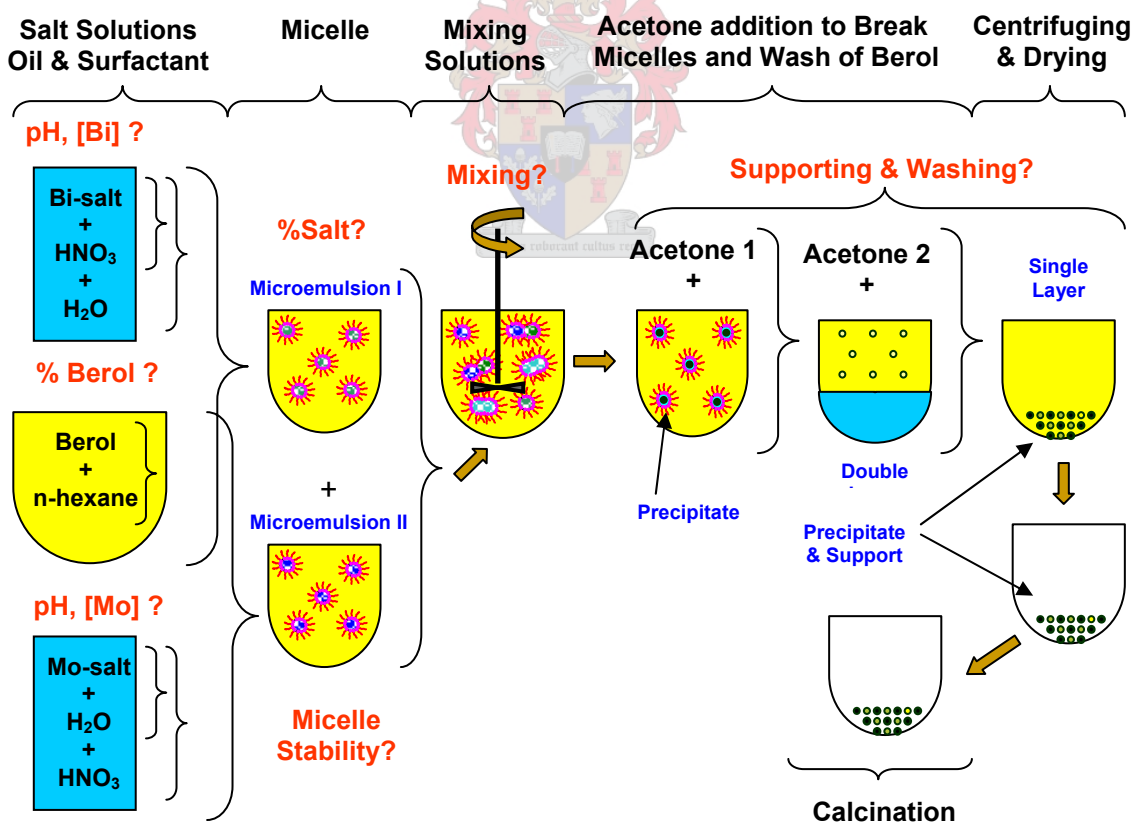 Salt Solutions
Oil & Surfactant
Micelle
Mixing
Solutions
Acetone addition to Break
Micelles and Wash of Berol
Centrifuging
& Drying
pH, [Bi] ?
Bi-salt
+
HNO₃
+
H₂O
% Berol ?
Berol
+
n-hexane
pH, [Mo] ?
Mo-salt
+
H₂O
+
HNO₃
%Salt?
Microemulsion I
+
Microemulsion II
Micelle
Stability?
Mixing?
roborant cultus
Supporting & Washing?
Acetone 1
+
Precipitate
Acetone 2
+
Double
Precipitate
& Support
Single
Layer
Calcination